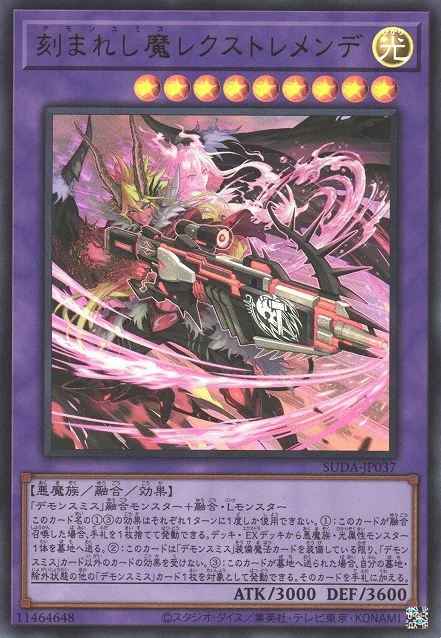 デモンスミス
刻まれし魔レクストレメンデ
ひかり
光
SUDA-JP037
【悪魔族／融合／効果】
「デモンスミス」融合モンスター＋融合・Lモンスター
このカード名の①③の効果はそれぞれ1ターンに1度しか使用できない。①：このカードが融合
召喚した場合、手札を1枚捨てて発動できる。デッキ・EXデッキから悪魔族・光属性モンスター
1体を墓地へ送る。②：このカードは「デモンスミス」装備魔法カードを装備している限り、「デモン
スミス」カード以外のカードの効果を受けない。③：このカードが墓地へ送られた場合、自分の墓地・
除外状態の他の「デモンスミス」カード1枚を対象として発動できる。そのカードを手札に加える。
ATK/3000 DEF/3600
11464648
©スタジオ・ダイス／集英社・テレビ東京・KONAMI